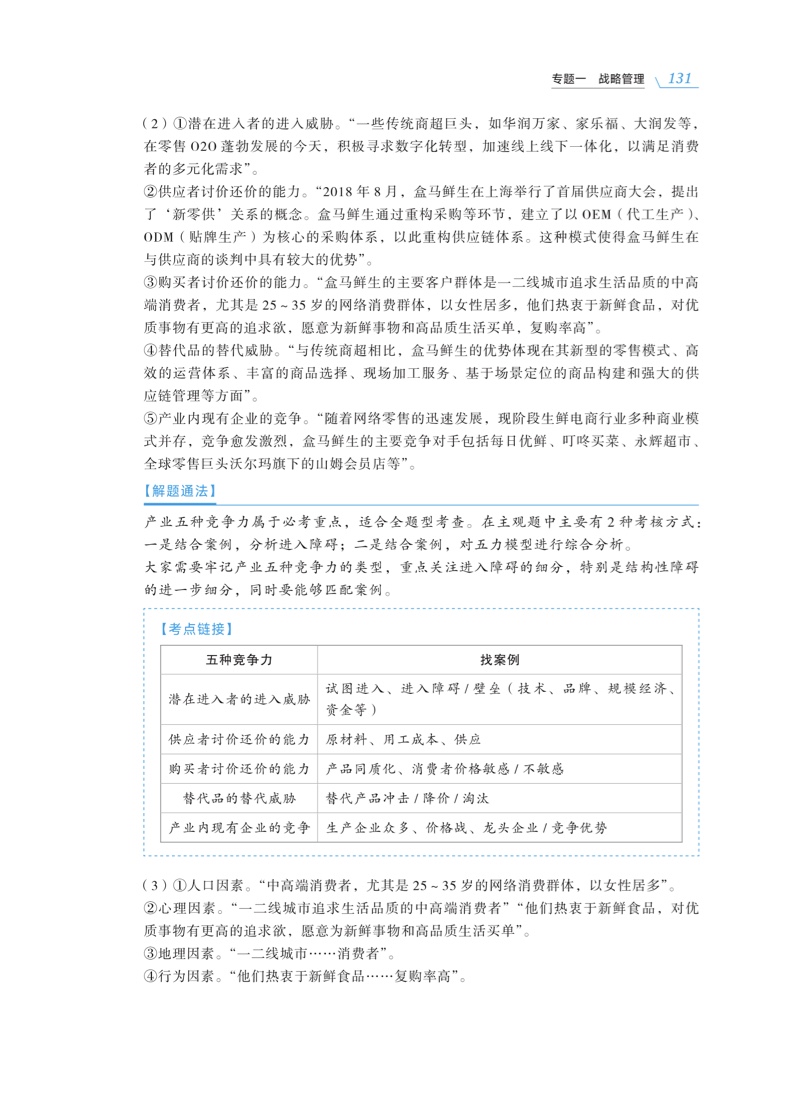 专题一 战略管理 131
（2）①潜在进入者的进入威胁。“一些传统商超巨头，如华润万家、家乐福、大润发等，
在零售 O2O 蓬勃发展的今天，积极寻求数字化转型，加速线上线下一体化，以满足消费
者的多元化需求”。
②供应者讨价还价的能力。“2018 年 8 月，盒马鲜生在上海举行了首届供应商大会，提出
了‘新零供’关系的概念。盒马鲜生通过重构采购等环节，建立了以 OEM（代工生产）、
ODM（贴牌生产）为核心的采购体系，以此重构供应链体系。这种模式使得盒马鲜生在
与供应商的谈判中具有较大的优势”。
③购买者讨价还价的能力。“盒马鲜生的主要客户群体是一二线城市追求生活品质的中高
端消费者，尤其是 25 ~ 35 岁的网络消费群体，以女性居多，他们热衷于新鲜食品，对优
质事物有更高的追求欲，愿意为新鲜事物和高品质生活买单，复购率高”。
④替代品的替代威胁。“与传统商超相比，盒马鲜生的优势体现在其新型的零售模式、高
效的运营体系、丰富的商品选择、现场加工服务、基于场景定位的商品构建和强大的供
应链管理等方面”。
⑤产业内现有企业的竞争。“随着网络零售的迅速发展，现阶段生鲜电商行业多种商业模
式并存，竞争愈发激烈，盒马鲜生的主要竞争对手包括每日优鲜、叮咚买菜、永辉超市、
全球零售巨头沃尔玛旗下的山姆会员店等”。
【解题通法】
产业五种竞争力属于必考重点，适合全题型考查。在主观题中主要有 2 种考核方式：
一是结合案例，分析进入障碍；二是结合案例，对五力模型进行综合分析。
大家需要牢记产业五种竞争力的类型，重点关注进入障碍的细分，特别是结构性障碍
的进一步细分，同时要能够匹配案例。
【考点链接】
五种竞争力 找案例
潜在进入者的进入威胁 试图进入、进入障碍 / 壁垒（技术、品牌、规模经济、
资金等）
供应者讨价还价的能力 原材料、用工成本、供应
购买者讨价还价的能力 产品同质化、消费者价格敏感 / 不敏感
替代品的替代威胁 替代产品冲击 / 降价 / 淘汰
产业内现有企业的竞争 生产企业众多、价格战、龙头企业 / 竞争优势
（3）①人口因素。“中高端消费者，尤其是 25 ~ 35 岁的网络消费群体，以女性居多”。
②心理因素。“一二线城市追求生活品质的中高端消费者”“他们热衷于新鲜食品，对优
质事物有更高的追求欲，愿意为新鲜事物和高品质生活买单”。
③地理因素。“一二线城市……消费者”。
④行为因素。“他们热衷于新鲜食品……复购率高”。